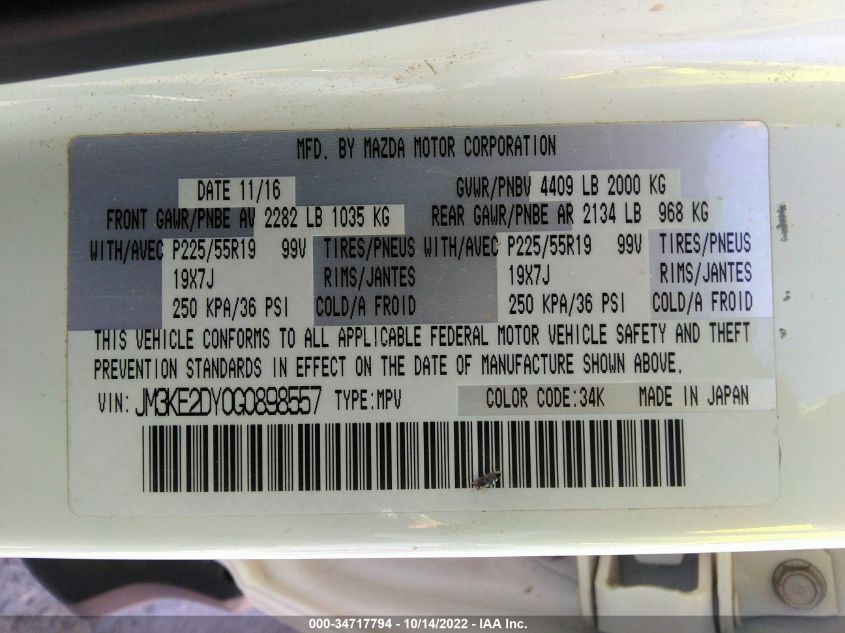 MFD. BY MAZDA MOTOR CORPORATION
DATE 11/16 GVWR/PNBV 4409 LB 2000 KG
FRONT GAWR/PNBE AV 2282 LB 1035 KG REAR GAWR/PNBE AR 2134 LB 968 KG
WITH/AVEC P225/55R19 99V TIRES/PNEUS WITH/AVEC P225/55R19 99V TIRES/PNEUS
19X7J RIMS/JANTES 19X7J RIMS/JANTES
250 KPA/36 PSI COLD/A FROID 250 KPA/36 PSI COLD/A FROID
THIS VEHICLE CONFORMS TO ALL APPLICABLE FEDERAL MOTOR VEHICLE SAFETY AND THEFT
PREVENTION STANDARDS IN EFFECT ON THE DATE OF MANUFACTURE SHOWN ABOVE.
VIN: JM3KE2DY0G0898557 TYPE:MPV COLOR CODE:34K MADE IN JAPAN
000-34717794 - 10/14/2022 - IAA Inc.